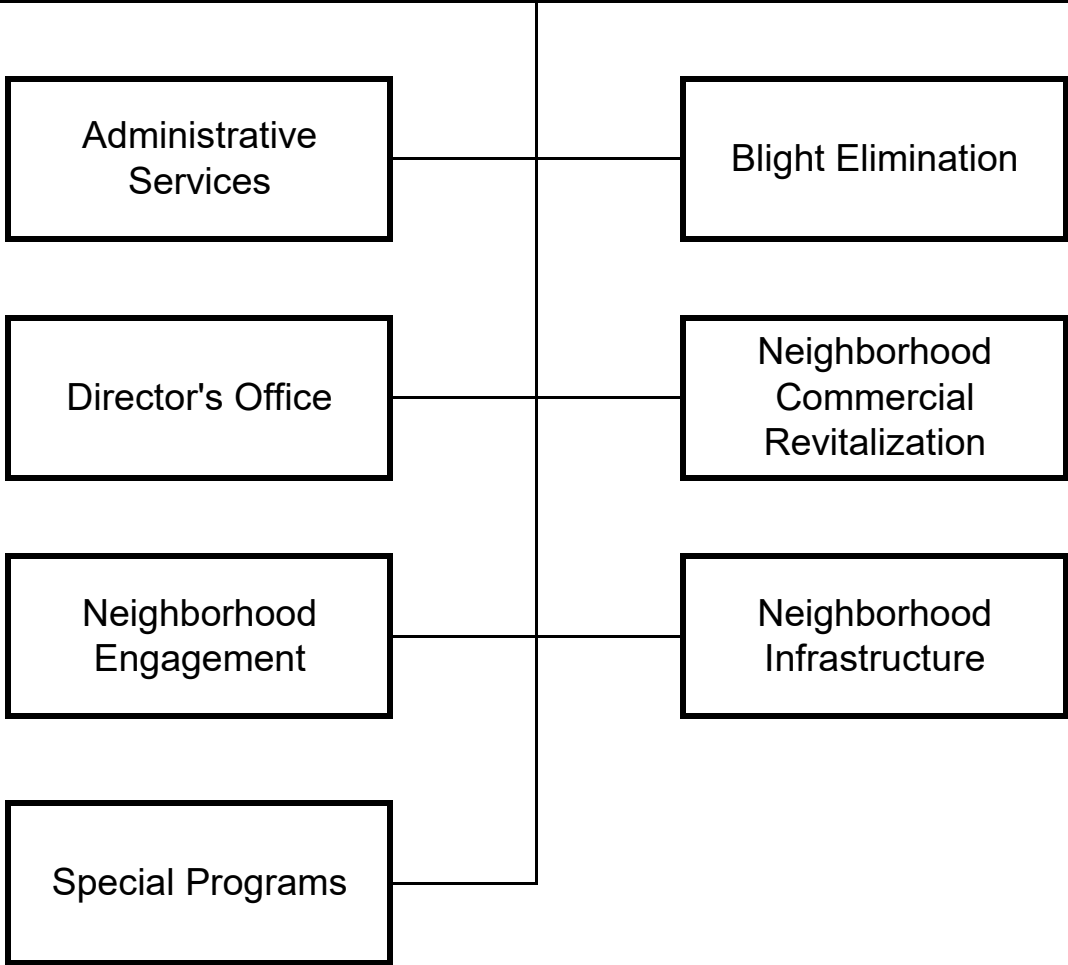 Administrative
Services
Blight Elimination
Director's Office
Neighborhood
Commercial
Revitalization
Neighborhood
Engagement
Neighborhood
Infrastructure
Special Programs